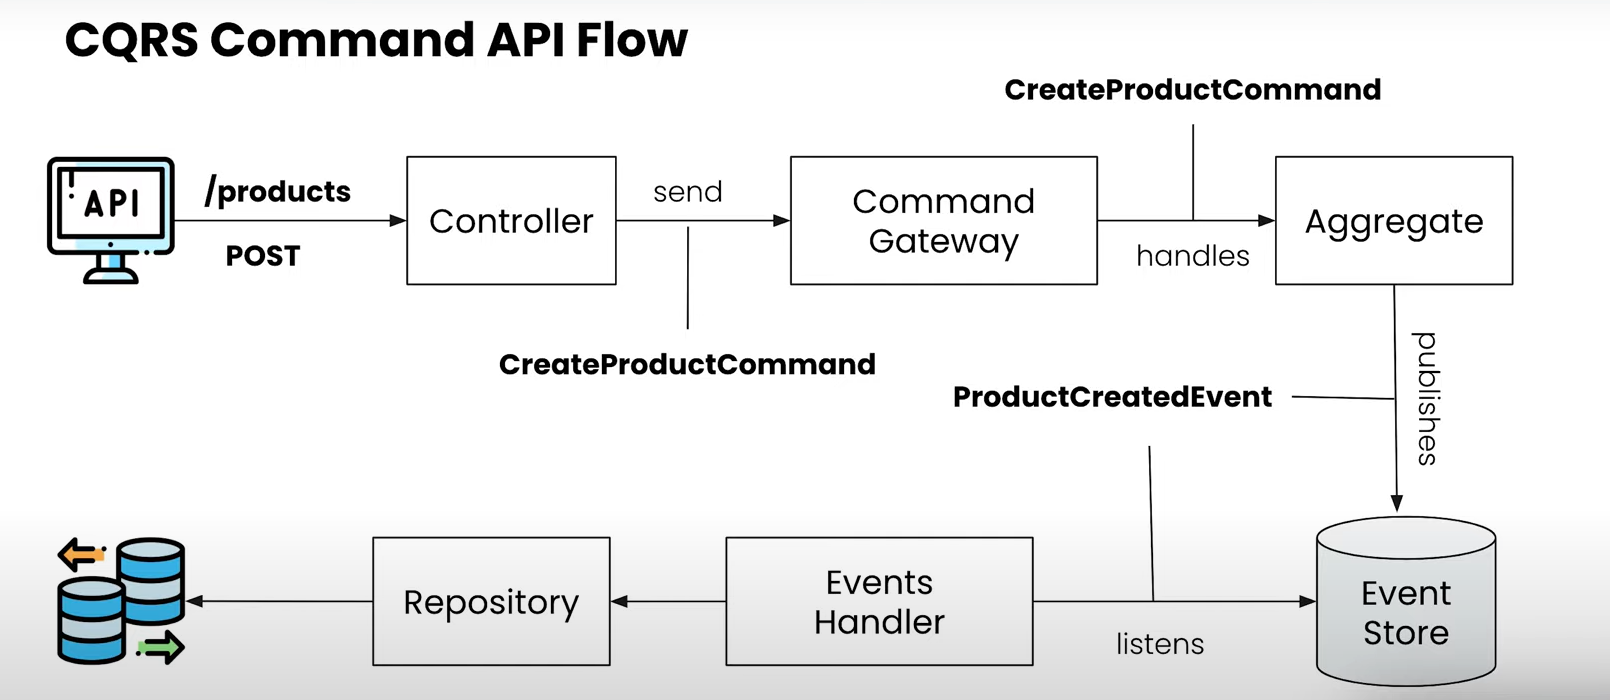 CQRS Command API Flow
CreateProductCommand
API
/products
POST
Controller
send
Command
Gateway
handles
Aggregate
CreateProductCommand
ProductCreatedEvent
publishes
Repository
Events
Handler
listens
Event
Store